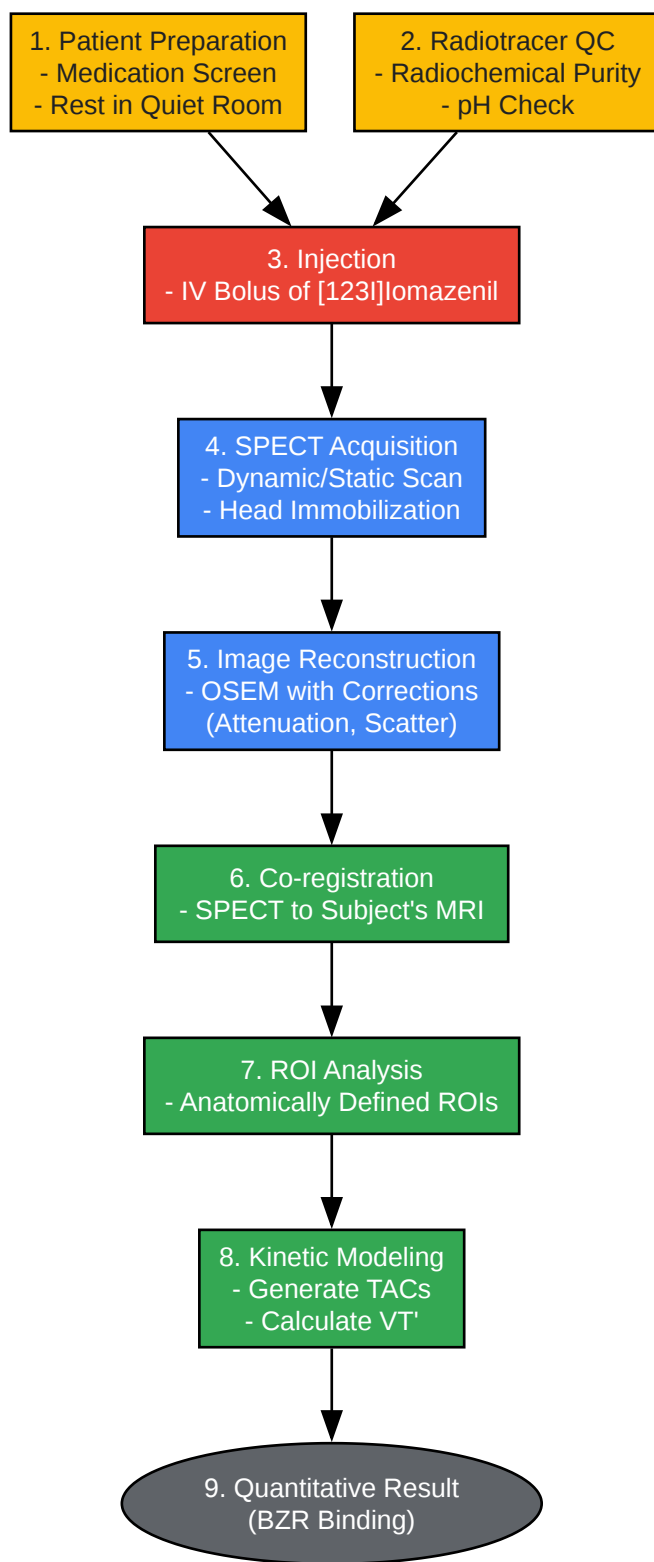 1. Patient Preparation
- Medication Screen
- Rest in Quiet Room
2. Radiotracer QC
- Radiochemical Purity
- pH Check
3. Injection
- IV Bolus of [123I]Iomazenil
4. SPECT Acquisition
- Dynamic/Static Scan
- Head Immobilization
5. Image Reconstruction
- OSEM with Corrections
(Attenuation, Scatter)
6. Co-registration
- SPECT to Subject's MRI
7. ROI Analysis
- Anatomically Defined ROIs
8. Kinetic Modeling
- Generate TACs
- Calculate VT'
9. Quantitative Result
(BZR Binding)